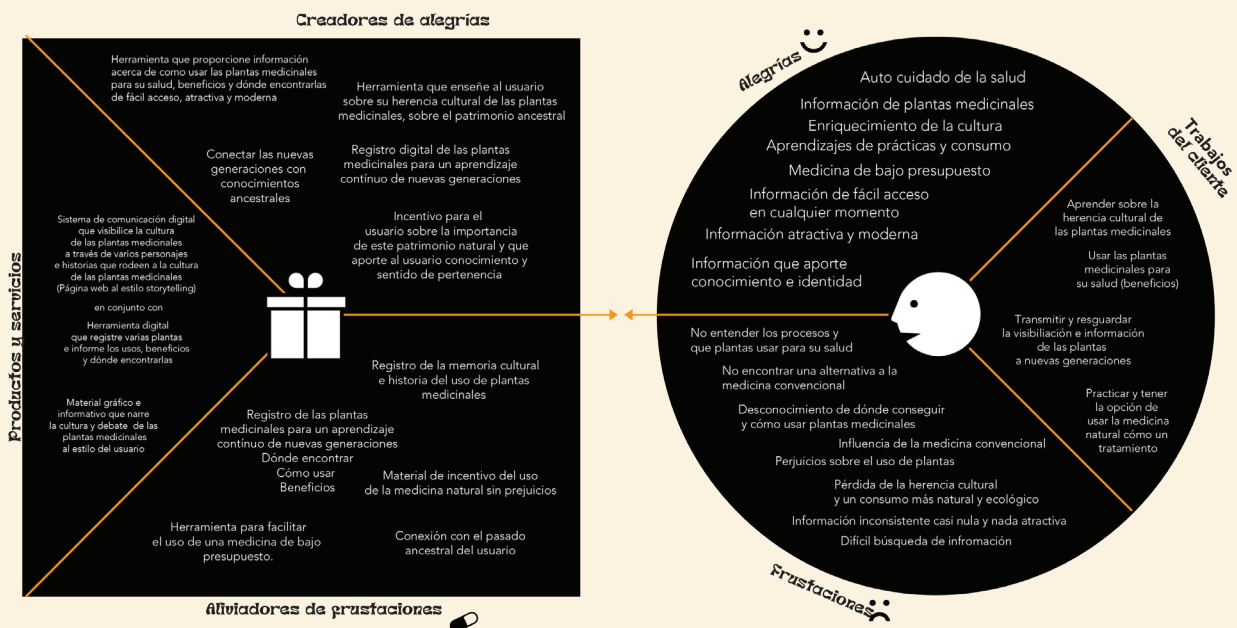 Creadores de alegrías
Herramienta que proporcione información
acerca de como usar las plantas medicinales
para su salud, beneficios y dónde encontrarlas
de fácil acceso, atractiva y moderna
Herramienta que enseñe al usuario
sobre su herencia cultural de las plantas
medicinales, sobre el patrimonio ancestral
Conectar las nuevas
generaciones con
conocimientos
ancestrales
Registro digital de las plantas
medicinales para un aprendizaje
contínuo de nuevas generaciones
Incentivo para el
usuario sobre la importancia
de este patrimonio natural y que
aporte al usuario conocimiento y
sentido de pertenencia
Productos y servicios
Sistema de comunicación digital
que visibilice la cultura
de las plantas medicinales
a través de varios personajes
e historias que rodeen a la cultura
de las plantas medicinales
(Página web al estilo storytelling)
en conjunto con
Herramienta digital
que registre varias plantas
e informe los usos, beneficios
y dónde encontrarlas
Material gráfico e
informativo que narre
la cultura y debate de las
plantas medicinales
al estilo del usuario
Registro de la memoria cultural
e historia del uso de plantas
medicinales
Registro de las plantas
medicinales para un aprendizaje
contínuo de nuevas generaciones
Dónde encontrar
Cómo usar
Beneficios
Material de incentivo del uso
de la medicina natural sin prejuicios
Herramienta para facilitar
el uso de una medicina de bajo
presupuesto.
Conexión con el pasado
ancestral del usuario
Aliviadores de frustaciones
Alegrías
Auto cuidado de la salud
Información de plantas medicinales
Enriquecimiento de la cultura
Aprendizajes de prácticas y consumo
Medicina de bajo presupuesto
Información de fácil acceso
en cualquier momento
Información atractiva y moderna
Información que aporte
conocimiento e identidad
Trabajos
del cliente
Aprender sobre la
herencia cultural de
las plantas medicinales
Usar las plantas
medicinales para
su salud (beneficios)
Transmitir y resguardar
la visibiliación e información
de las plantas
a nuevas generaciones
Practicar y tener
la opción de
usar la medicina
natural cómo un
tratamiento
No entender los procesos y
que plantas usar para su salud
No encontrar una alternativa a la
medicina convencional
Desconocimiento de dónde conseguir
y cómo usar plantas medicinales
Influencia de la medicina convencional
Perjuicios sobre el uso de plantas
Pérdida de la herencia cultural
y un consumo más natural y ecológico
Información inconsistente casi nula y nada atractiva
Difícil búsqueda de infromación
Frustaciones